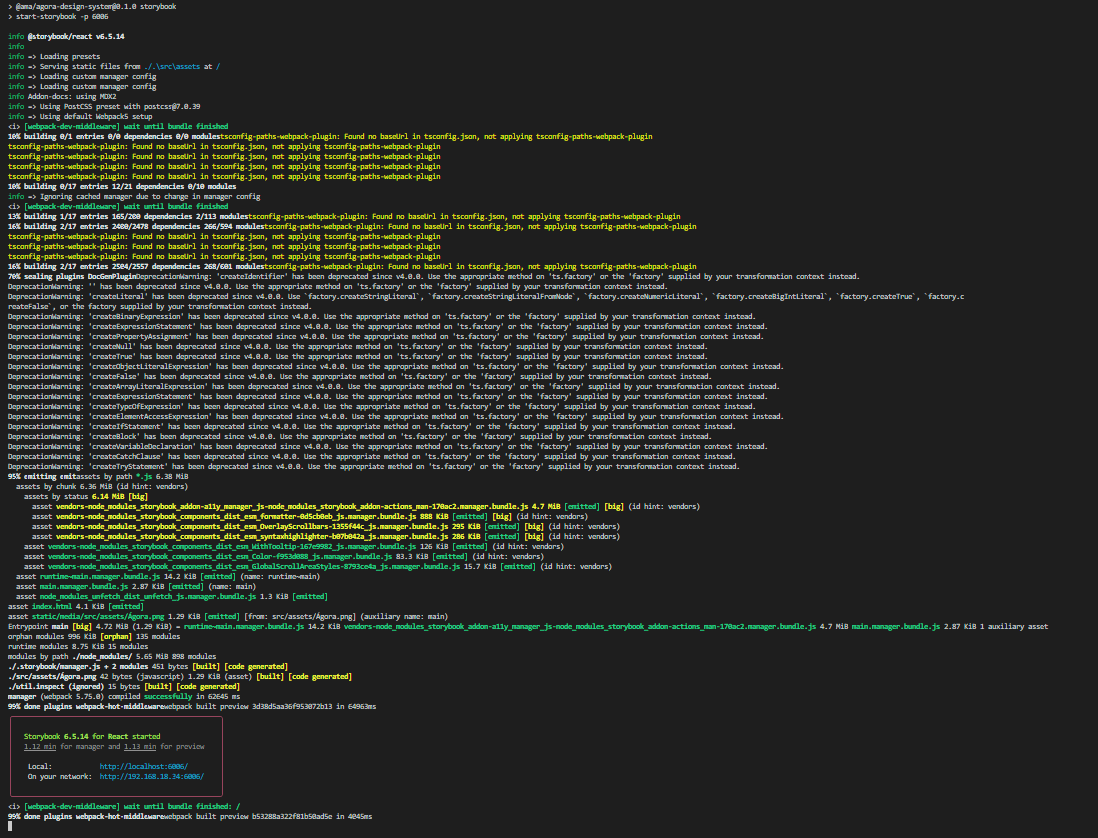 > @ama/agora-design-system@0.1.0 storybook
> start-storybook -p 6006
info @storybook/react v6.5.14
info
info => Loading presets
info => Serving static files from ./.\src\assets at /
info => Loading custom manager config
info => Loading custom manager config
info Addon-docs: using MDX2
info => Using PostCSS preset with postcss@7.0.39
info => Using default Webpack5 setup
<i> [webpack-dev-middleware] wait until bundle finished
10% building 0/1 entries 0/0 dependencies 0/0 modulestsconfig-paths-webpack-plugin: Found no baseUrl in tsconfig.json, not applying tsconfig-paths-webpack-plugin
tsconfig-paths-webpack-plugin: Found no baseUrl in tsconfig.json, not applying tsconfig-paths-webpack-plugin
tsconfig-paths-webpack-plugin: Found no baseUrl in tsconfig.json, not applying tsconfig-paths-webpack-plugin
tsconfig-paths-webpack-plugin: Found no baseUrl in tsconfig.json, not applying tsconfig-paths-webpack-plugin
tsconfig-paths-webpack-plugin: Found no baseUrl in tsconfig.json, not applying tsconfig-paths-webpack-plugin
10% building 0/17 entries 12/21 dependencies 0/10 modules
info => Ignoring cached manager due to change in manager config
<i> [webpack-dev-middleware] wait until bundle finished
13% building 1/17 entries 165/200 dependencies 2/113 modulestsconfig-paths-webpack-plugin: Found no baseUrl in tsconfig.json, not applying tsconfig-paths-webpack-plugin
16% building 2/17 entries 2400/2478 dependencies 266/594 modulestsconfig-paths-webpack-plugin: Found no baseUrl in tsconfig.json, not applying tsconfig-paths-webpack-plugin
tsconfig-paths-webpack-plugin: Found no baseUrl in tsconfig.json, not applying tsconfig-paths-webpack-plugin
tsconfig-paths-webpack-plugin: Found no baseUrl in tsconfig.json, not applying tsconfig-paths-webpack-plugin
tsconfig-paths-webpack-plugin: Found no baseUrl in tsconfig.json, not applying tsconfig-paths-webpack-plugin
16% building 2/17 entries 2504/2557 dependencies 268/601 modulestsconfig-paths-webpack-plugin: Found no baseUrl in tsconfig.json, not applying tsconfig-paths-webpack-plugin
70% sealing plugins DocGenPluginDeprecationWarning: 'createIdentifier' has been deprecated since v4.0.0. Use the appropriate method on 'ts.factory' or the 'factory' supplied by your transformation context instead.
DeprecationWarning: '' has been deprecated since v4.0.0. Use the appropriate method on 'ts.factory' or the 'factory' supplied by your transformation context instead.
DeprecationWarning: 'createLiteral' has been deprecated since v4.0.0. Use `factory.createStringLiteral`, `factory.createStringLiteralFromNode`, `factory.createNumericLiteral`, `factory.createBigIntLiteral`, `factory.createTrue`, `factory.c
reateFalse`, or the factory supplied by your transformation context instead.
DeprecationWarning: 'createBinaryExpression' has been deprecated since v4.0.0. Use the appropriate method on 'ts.factory' or the 'factory' supplied by your transformation context instead.
DeprecationWarning: 'createExpressionStatement' has been deprecated since v4.0.0. Use the appropriate method on 'ts.factory' or the 'factory' supplied by your transformation context instead.
DeprecationWarning: 'createPropertyAssignment' has been deprecated since v4.0.0. Use the appropriate method on 'ts.factory' or the 'factory' supplied by your transformation context instead.
DeprecationWarning: 'createNull' has been deprecated since v4.0.0. Use the appropriate method on 'ts.factory' or the 'factory' supplied by your transformation context instead.
DeprecationWarning: 'createTrue' has been deprecated since v4.0.0. Use the appropriate method on 'ts.factory' or the 'factory' supplied by your transformation context instead.
DeprecationWarning: 'createObjectLiteralExpression' has been deprecated since v4.0.0. Use the appropriate method on 'ts.factory' or the 'factory' supplied by your transformation context instead.
DeprecationWarning: 'createFalse' has been deprecated since v4.0.0. Use the appropriate method on 'ts.factory' or the 'factory' supplied by your transformation context instead.
DeprecationWarning: 'createArrayLiteralExpression' has been deprecated since v4.0.0. Use the appropriate method on 'ts.factory' or the 'factory' supplied by your transformation context instead.
DeprecationWarning: 'createExpressionStatement' has been deprecated since v4.0.0. Use the appropriate method on 'ts.factory' or the 'factory' supplied by your transformation context instead.
DeprecationWarning: 'createTypeOfExpression' has been deprecated since v4.0.0. Use the appropriate method on 'ts.factory' or the 'factory' supplied by your transformation context instead.
DeprecationWarning: 'createElementAccessExpression' has been deprecated since v4.0.0. Use the appropriate method on 'ts.factory' or the 'factory' supplied by your transformation context instead.
DeprecationWarning: 'createIfStatement' has been deprecated since v4.0.0. Use the appropriate method on 'ts.factory' or the 'factory' supplied by your transformation context instead.
DeprecationWarning: 'createBlock' has been deprecated since v4.0.0. Use the appropriate method on 'ts.factory' or the 'factory' supplied by your transformation context instead.
DeprecationWarning: 'createVariableDeclaration' has been deprecated since v4.0.0. Use the appropriate method on 'ts.factory' or the 'factory' supplied by your transformation context instead.
DeprecationWarning: 'createCatchClause' has been deprecated since v4.0.0. Use the appropriate method on 'ts.factory' or the 'factory' supplied by your transformation context instead.
DeprecationWarning: 'createTryStatement' has been deprecated since v4.0.0. Use the appropriate method on 'ts.factory' or the 'factory' supplied by your transformation context instead.
95% emitting emitassets by path *.js 6.38 MiB
assets by chunk 6.36 MiB (id hint: vendors)
assets by status 6.14 MiB [big]
asset vendors-node_modules_storybook_addon-a11y_manager_js-node_modules_storybook_addon-actions_man-170ac2.manager.bundle.js 4.7 MiB [emitted] [big] (id hint: vendors)
asset vendors-node_modules_storybook_components_dist_esm_formatter-0d5cb0eb_js.manager.bundle.js 888 KiB [emitted] [big] (id hint: vendors)
asset vendors-node_modules_storybook_components_dist_esm_OverlayScrollbars-1355f44c_js.manager.bundle.js 295 KiB [emitted] [big] (id hint: vendors)
asset vendors-node_modules_storybook_components_dist_esm_syntaxhighlighter-b07b042a_js.manager.bundle.js 286 KiB [emitted] [big] (id hint: vendors)
asset vendors-node_modules_storybook_components_dist_esm_WithTooltip-167e9982_js.manager.bundle.js 126 KiB [emitted] (id hint: vendors)
asset vendors-node_modules_storybook_components_dist_esm_Color-f953d088_js.manager.bundle.js 83.3 KiB [emitted] (id hint: vendors)
asset vendors-node_modules_storybook_components_dist_esm_GlobalScrollAreaStyles-8793ce4a_js.manager.bundle.js 15.7 KiB [emitted] (id hint: vendors)
asset runtime~main.manager.bundle.js 14.2 KiB [emitted] (name: runtime~main)
asset main.manager.bundle.js 2.87 KiB [emitted] (name: main)
asset node_modules_unfetch_dist_unfetch_js.manager.bundle.js 1.3 KiB [emitted]
asset index.html 4.1 KiB [emitted]
asset static/media/src/assets/Ágora.png 1.29 KiB [emitted] [from: src/assets/Ágora.png] (auxiliary name: main)
Entrypoint main [big] 4.72 MiB (1.29 KiB) = runtime~main.manager.bundle.js 14.2 KiB vendors-node_modules_storybook_addon-a11y_manager_js-node_modules_storybook_addon-actions_man-170ac2.manager.bundle.js 4.7 MiB main.manager.bundle.js 2.87 KiB 1 auxiliary asset
orphan modules 996 KiB [orphan] 135 modules
runtime modules 8.75 KiB 15 modules
modules by path ./node_modules/ 5.65 MiB 898 modules
./.storybook/manager.js + 2 modules 451 bytes [built] [code generated]
./src/assets/Ágora.png 42 bytes (javascript) 1.29 KiB (asset) [built] [code generated]
./util.inspect (ignored) 15 bytes [built] [code generated]
manager (webpack 5.75.0) compiled successfully in 62645 ms
99% done plugins webpack-hot-middlewarewebpack built preview 3d38d5aa36f953072b13 in 64963ms
Storybook 6.5.14 for React started
1.12 min for manager and 1.13 min for preview
Local: http://localhost:6006/
On your network: http://192.168.18.34:6006/
<i> [webpack-dev-middleware] wait until bundle finished: /
99% done plugins webpack-hot-middlewarewebpack built preview b53288a322f81b50ad5e in 4045ms